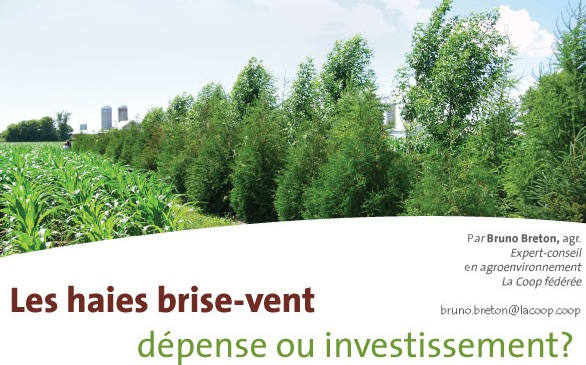 Par Bruno Breton, agr.
Expert-conseil
en agroenvironnement
La Coop fédérée
bruno.breton@lacoop.coop
Les haies brise-vent
dépense ou investissement?